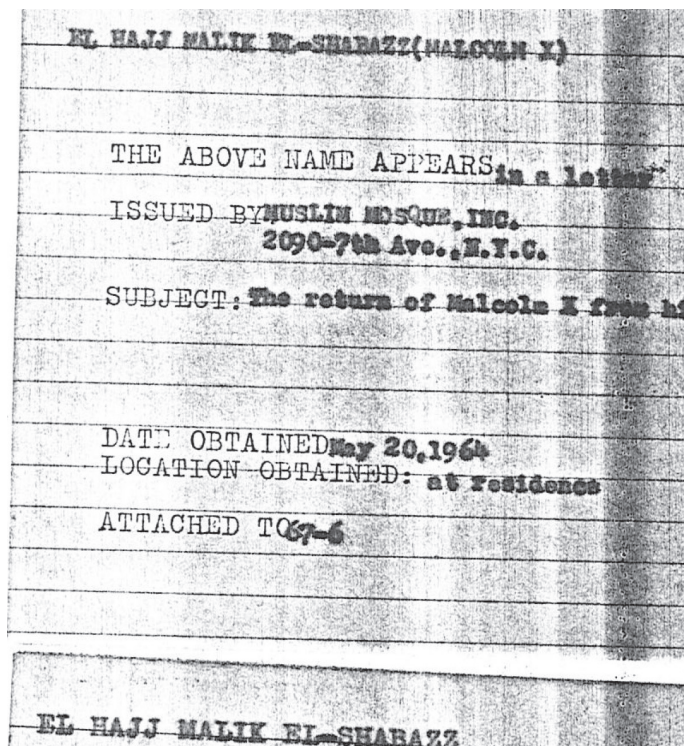 EL HAJJ MALIK EL-SHABAZZ(MALCOLM X)
THE ABOVE NAME APPEARS in a letter
ISSUED BY MUSLIM MOSQUE, INC.
2090-7th Ave., N.Y.C.
SUBJECT: The return of Malcolm X from
DATE OBTAINED May 20, 1964
LOCATION OBTAINED: at residence
ATTACHED TO 67-6
EL HAJJ MALIK EL-SHABAZZ